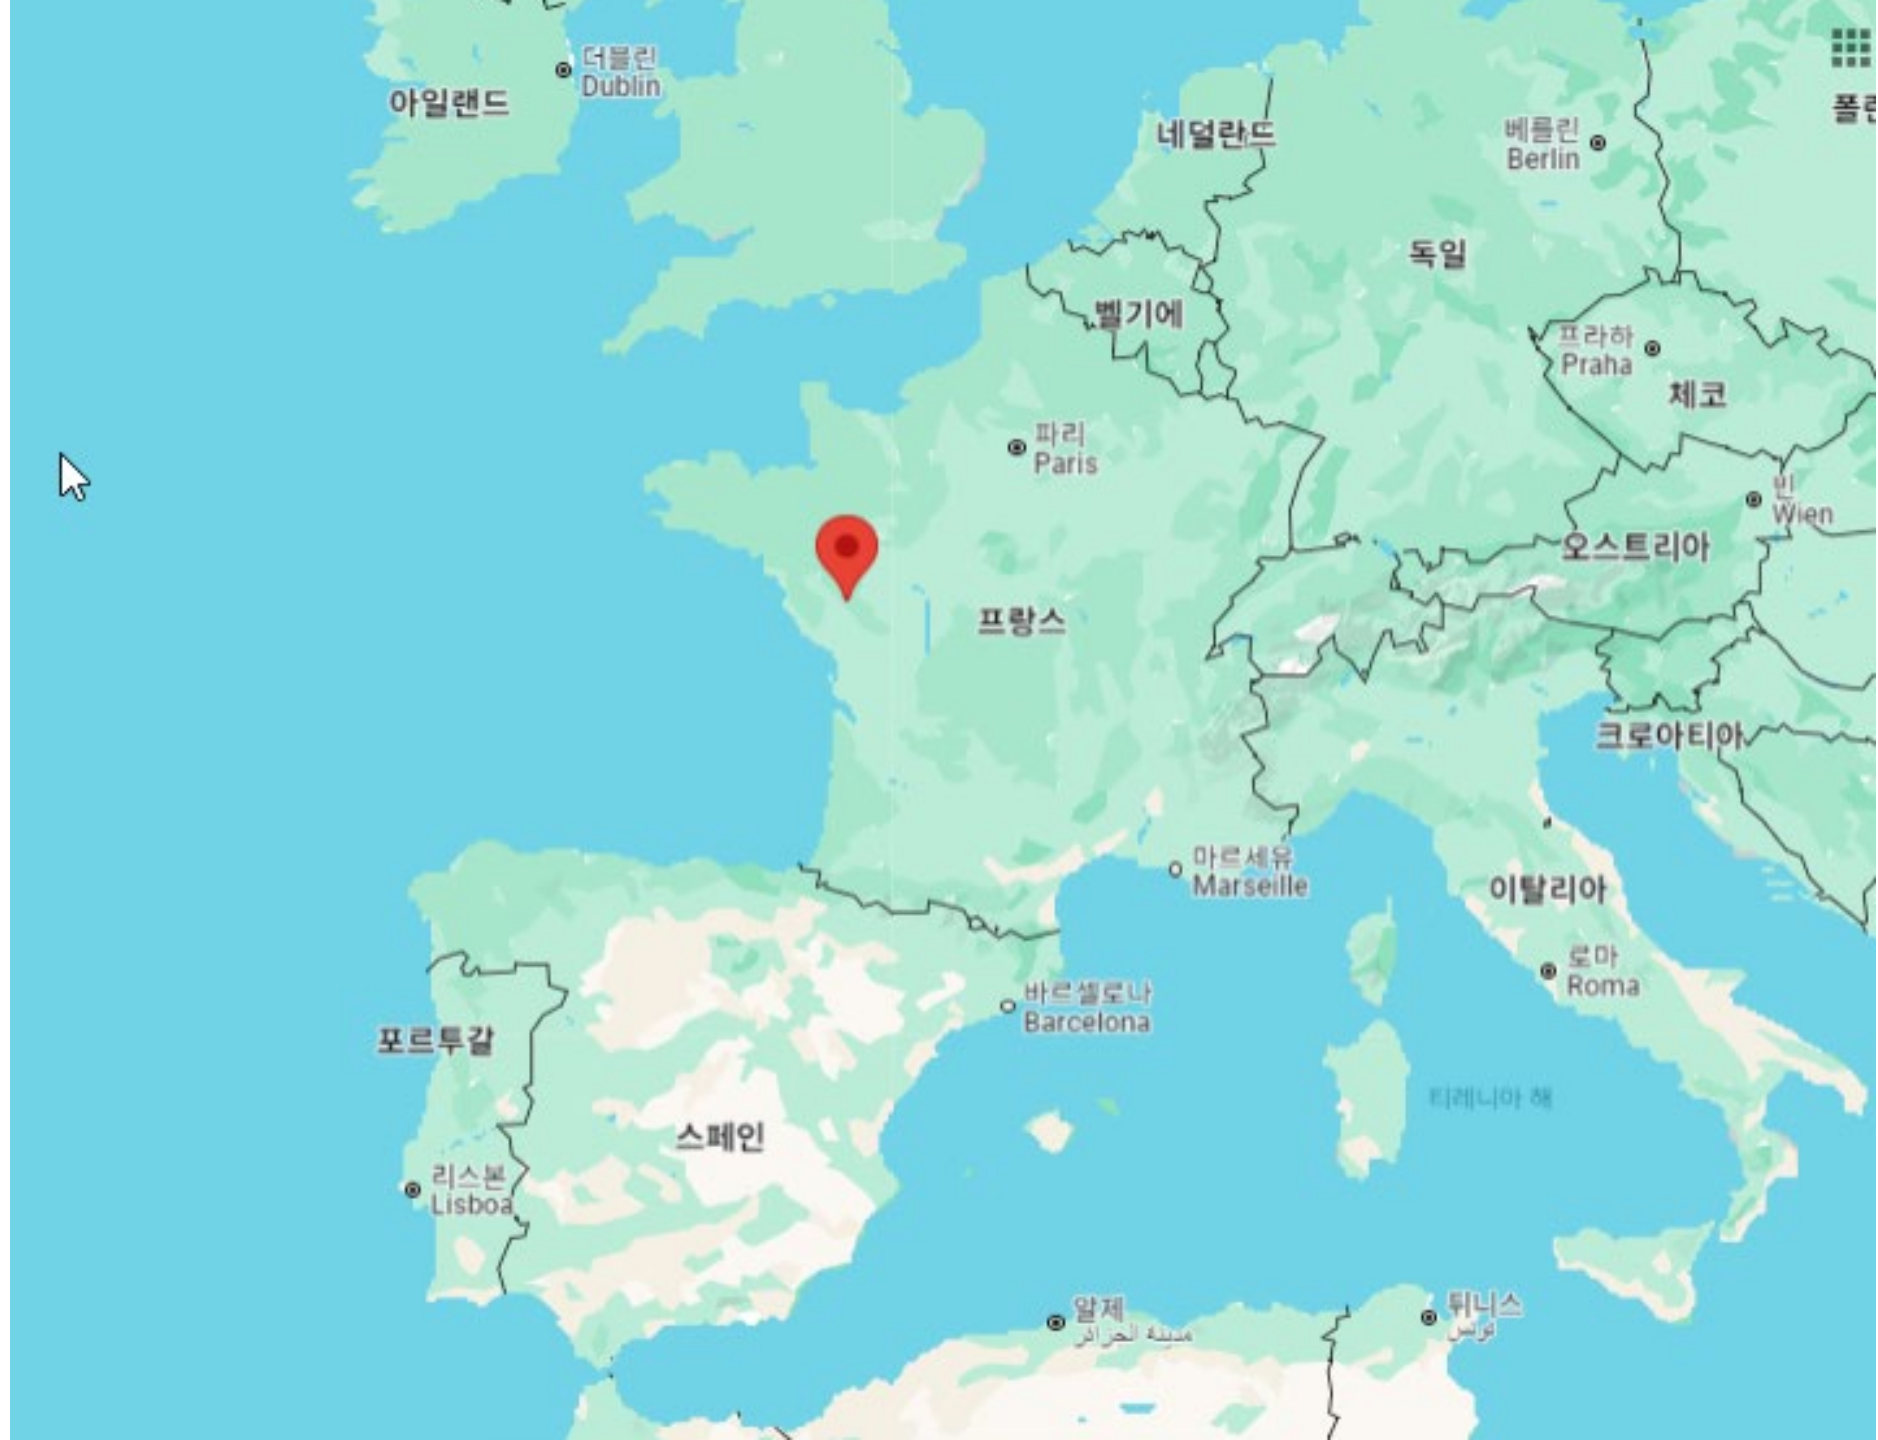 더블린
Dublin
아일랜드
네덜란드
베를린
Berlin
독일
벨기에
프라하
Praha
체코
파리
Paris
빈
Wien
오스트리아
프랑스
크로아티아
마르세유
Marseille
이탈리아
로마
Roma
바르셀로나
Barcelona
포르투갈
티레니아 해
스페인
리스본
Lisboa
알제
مدينة الجزائر
튀니스
تونس